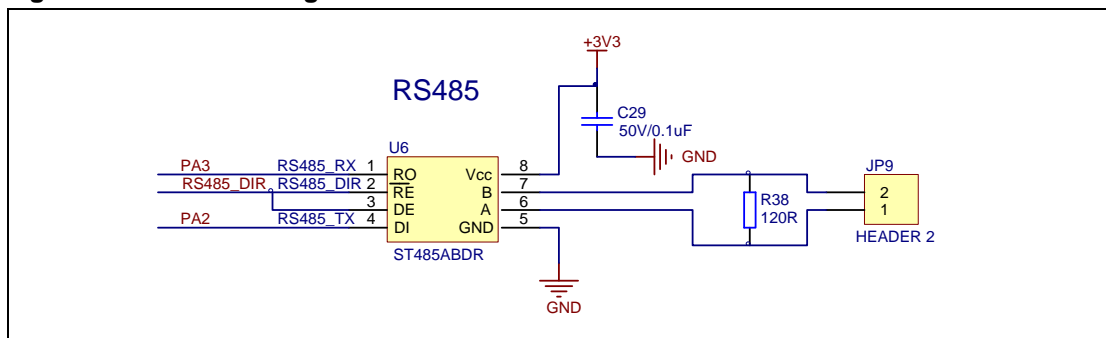 +3V3
RS485
C29
50V/0.1uF
GND
U6
JP9
PA3 RS485_RX 1 RO Vcc 8
RS485_DIR RS485_DIR 2 RE B 7
3 DE A 6
PA2 RS485_TX 4 DI GND 5
R38
120R
2
1
ST485ABDR
HEADER 2
GND